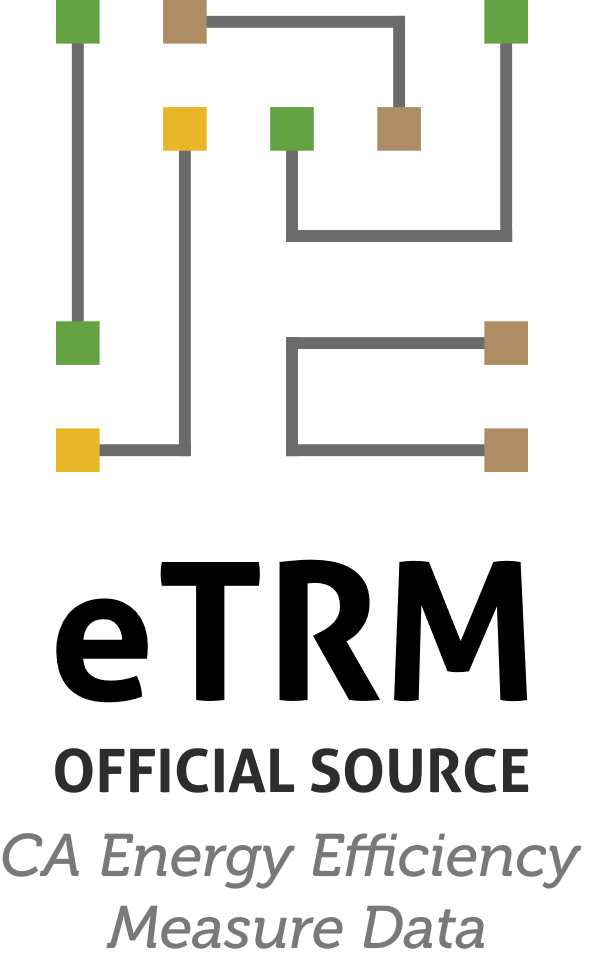 eTRM
OFFICIAL SOURCE
CA Energy Efficiency
Measure Data